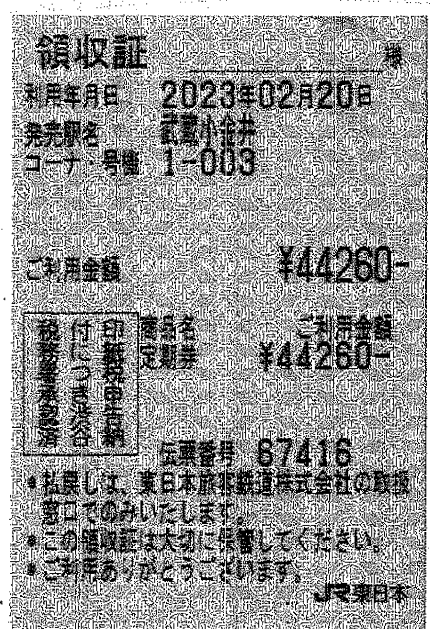 領収証
様
利用年月日 2023年02月20日
発売駅名 武蔵小金井
コーナー・号機 1-003
ご利用金額 ¥44260-
商品名 ご利用金額
定期券 ¥44260-
印紙税申告納
付につき渋谷
税務署承認済
伝票番号 67416
・払戻しは、東日本旅客鉄道株式会社の取扱
窓口でのみいたします。
・この領収証は大切に保管してください。
・ご利用ありがとうございます。
JR東日本